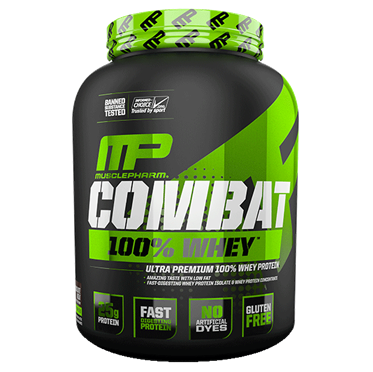 MP
BANNED
SUBSTANCE
TESTED
INFORMED-
CHOICE
Trusted by sport
MP
MUSCLEPHARM
COMBAT
100% WHEY
ULTRA PREMIUM 100% WHEY PROTEIN
• AMAZING TASTE WITH LOW FAT
• FAST-DIGESTING WHEY PROTEIN ISOLATE & WHEY PROTEIN CONCENTRATE
PROTEIN
FAST
DIGESTING
PROTEIN
NO
ARTIFICIAL
DYES
GLUTEN
FREE